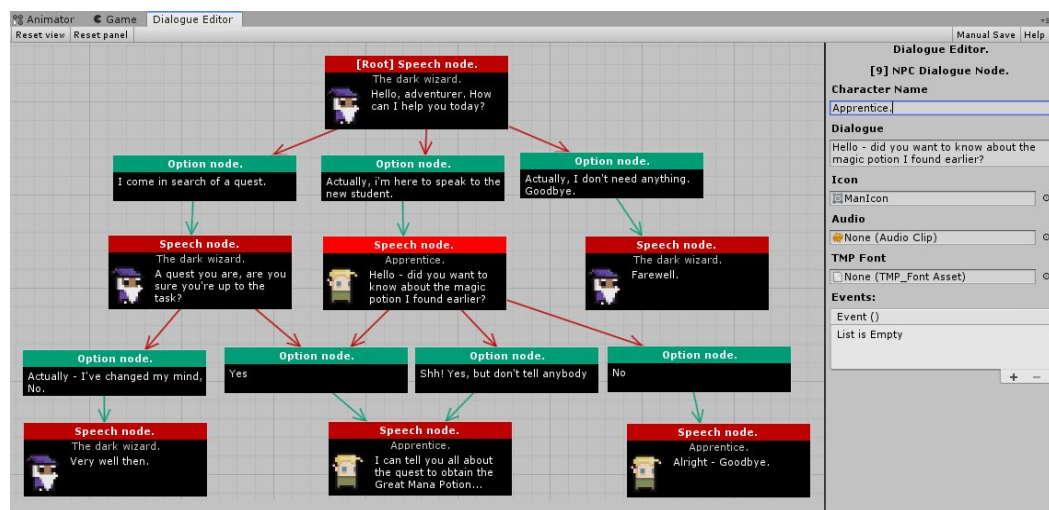 Animator Game Dialogue Editor
Reset view Reset panel Manual Save Help
[Root] Speech node.
The dark wizard.
Hello, adventurer. How
can I help you today?
Option node.
I come in search of a quest.
Option node.
Actually, i'm here to speak to the
new student.
Option node.
Actually, I don't need anything.
Goodbye.
Speech node.
The dark wizard.
A quest you are, are you
sure you're up to the
task?
Speech node.
Apprentice.
Hello - did you want to
know about the magic
potion I found earlier?
Speech node.
The dark wizard.
Farewell.
Option node.
Actually - I've changed my mind,
No.
Option node.
Yes
Option node.
Shh! Yes, but don't tell anybody
Option node.
No
Speech node.
The dark wizard.
Very well then.
Speech node.
Apprentice.
I can tell you all about
the quest to obtain the
Great Mana Potion...
Speech node.
Apprentice.
Alright - Goodbye.
Dialogue Editor.
[9] NPC Dialogue Node.
Character Name
Apprentice.
Dialogue
Hello - did you want to know about the
magic potion I found earlier?
Icon
ManIcon
Audio
None (Audio Clip)
TMP Font
None (TMP_Font Asset)
Events:
Event ()
List is Empty
+ −